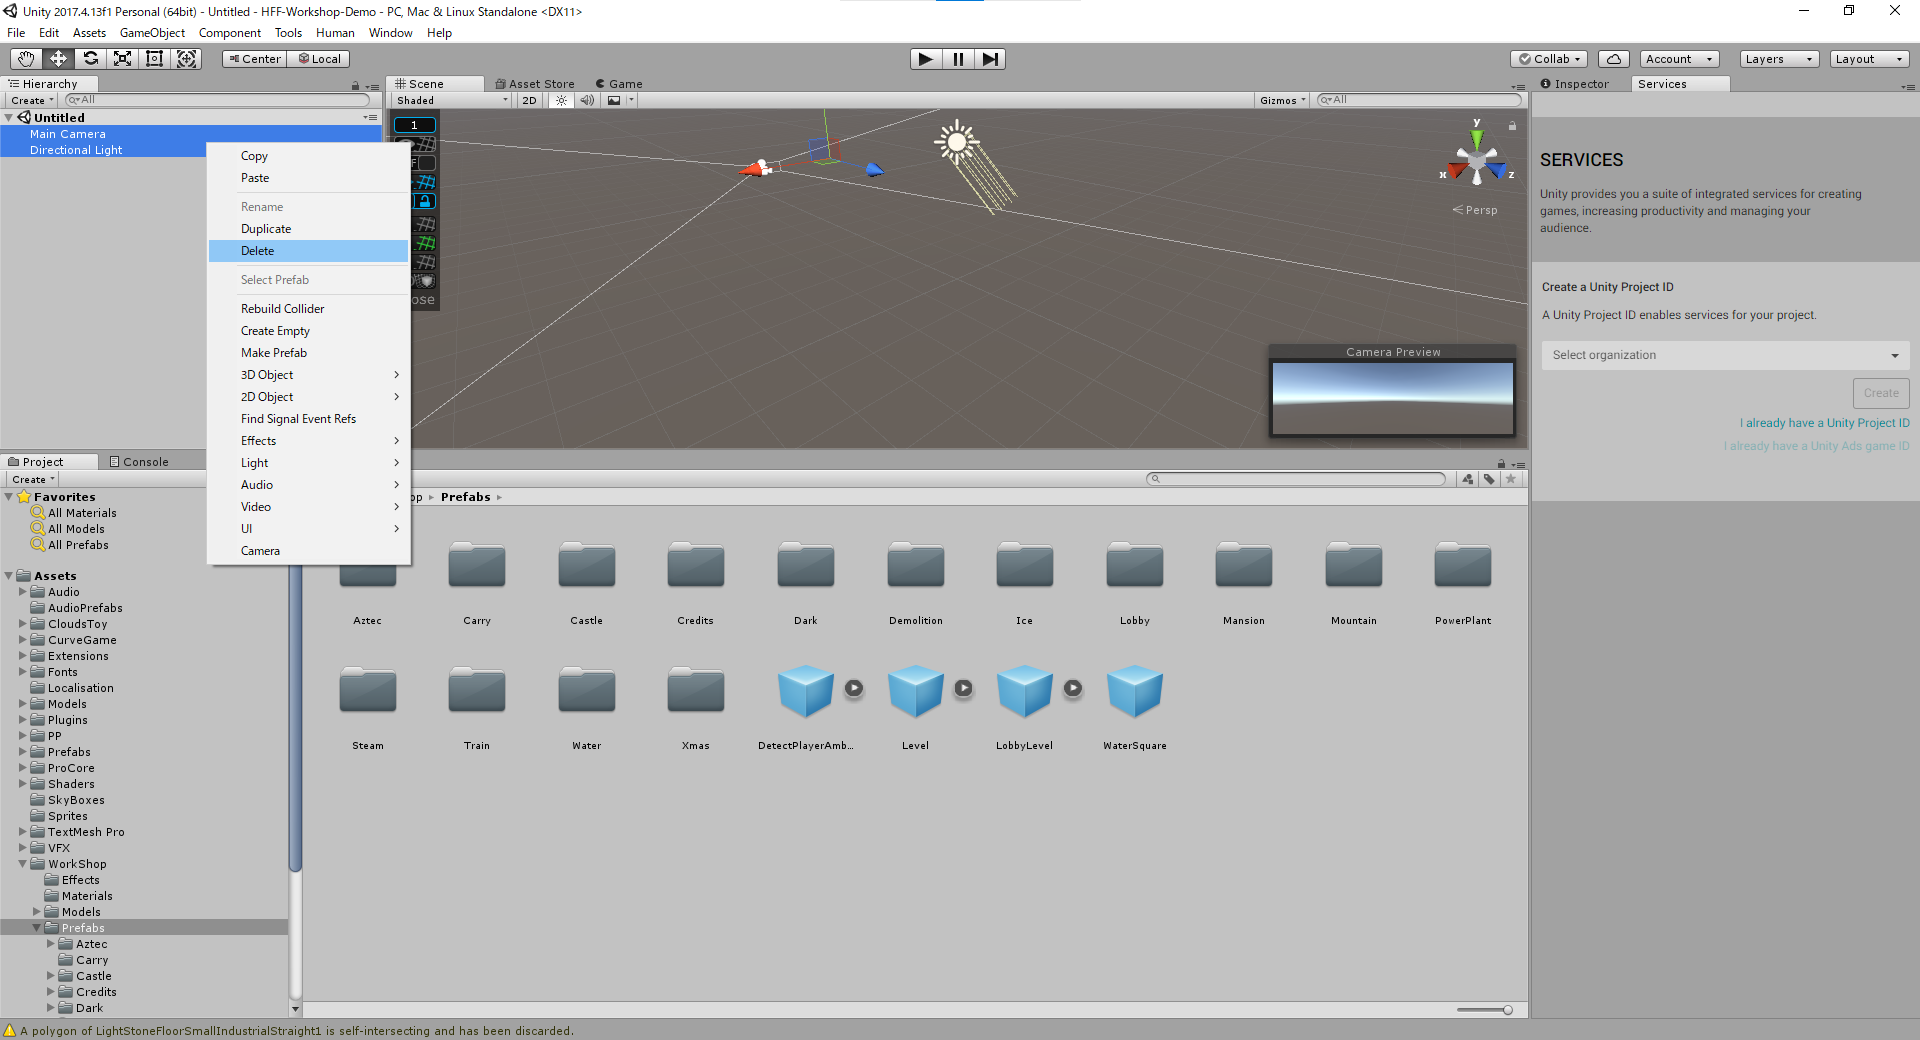 Unity 2017.4.13f1 Personal (64bit) - Untitled - HFF-Workshop-Demo - PC, Mac & Linux Standalone <DX11>
File Edit Assets GameObject Component Tools Human Window Help
Center Local
Collab Account Layers Layout
Hierarchy
Create All
Untitled
Main Camera
Directional Light
Copy
Paste
Rename
Duplicate
Delete
Select Prefab
Rebuild Collider
Create Empty
Make Prefab
3D Object
2D Object
Find Signal Event Refs
Effects
Light
Audio
Video
UI
Camera
Scene Asset Store Game
Shaded 2D Gizmos All
1
F
ose
y
x z
Persp
Camera Preview
Inspector Services
SERVICES
Unity provides you a suite of integrated services for creating
games, increasing productivity and managing your
audience.
Create a Unity Project ID
A Unity Project ID enables services for your project.
Select organization
Create
I already have a Unity Project ID
I already have a Unity Ads game ID
Project Console
Create
Favorites
All Materials
All Models
All Prefabs
Assets
Audio
AudioPrefabs
CloudsToy
CurveGame
Extensions
Fonts
Localisation
Models
Plugins
PP
Prefabs
ProCore
Shaders
SkyBoxes
Sprites
TextMesh Pro
VFX
WorkShop
Effects
Materials
Models
Prefabs
Aztec
Carry
Castle
Credits
Dark
op Prefabs
Aztec Carry Castle Credits Dark Demolition Ice Lobby Mansion Mountain PowerPlant
Steam Train Water Xmas DetectPlayerAmb... Level LobbyLevel WaterSquare
A polygon of LightStoneFloorSmallIndustrialStraight1 is self-intersecting and has been discarded.